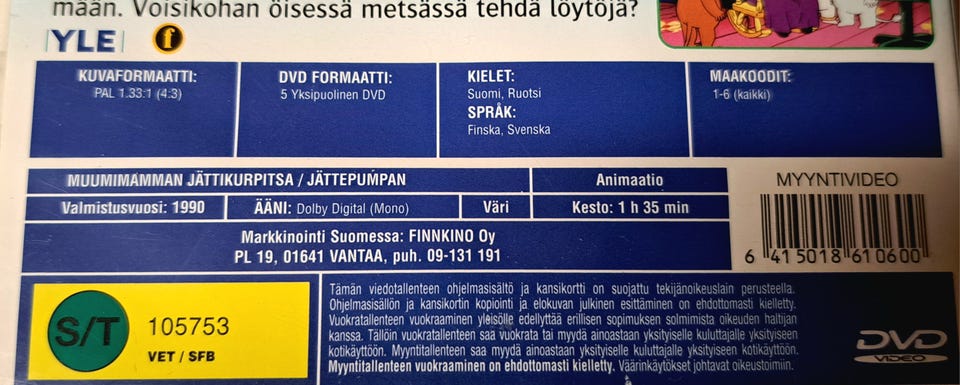 mään. Voisikohan öisessä metsässä tehdä löytöjä?
YLE f
KUVAFORMAATTI:
PAL 1.33:1 (4:3)
DVD FORMAATTI:
5 Yksipuolinen DVD
KIELET:
Suomi, Ruotsi
SPRÅK:
Finska, Svenska
MAAKOODIT:
1-6 (kaikki)
MUUMIMAMMAN JÄTTIKURPITSA / JÄTTEPUMPAN Animaatio
Valmistusvuosi: 1990 ÄÄNI: Dolby Digital (Mono) Väri Kesto: 1 h 35 min
Markkinointi Suomessa: FINNKINO Oy
PL 19, 01641 VANTAA, puh. 09-131 191
MYYNTIVIDEO
6 415018 610600
S/T 105753
VET / SFB
Tämän viedotallenteen ohjelmasisältö ja kansikortti on suojattu tekijänoikeuslain perusteella.
Ohjelmasisällön ja kansikortin kopiointi ja elokuvan julkinen esittäminen on ehdottomasti kielletty.
Vuokratallenteen vuokraaminen yleisölle edellyttää erillisen sopimuksen solmimista oikeuden haltijan
kanssa. Tällöin vuokratallenteen saa vuokrata tai myydä ainoastaan yksityiselle kuluttajalle yksityiseen
kotikäyttöön. Myyntitallenteen saa myydä ainoastaan yksityiselle kuluttajalle yksityiseen kotikäyttöön.
Myyntitallenteen vuokraaminen on ehdottomasti kielletty. Väärinkäytökset johtavat oikeustoimiin.
DVD
VIDEO